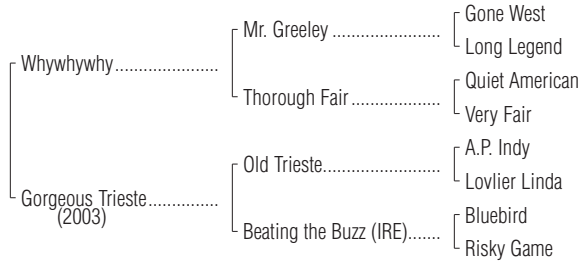 Gone West
Mr. Greeley ......................
Long Legend
Whywhywhy.....................
Quiet American
Thorough Fair ..................
Very Fair
A.P. Indy
Old Trieste........................
Lovlier Linda
Gorgeous Trieste..............
(2003)
Bluebird
Beating the Buzz (IRE)......
Risky Game